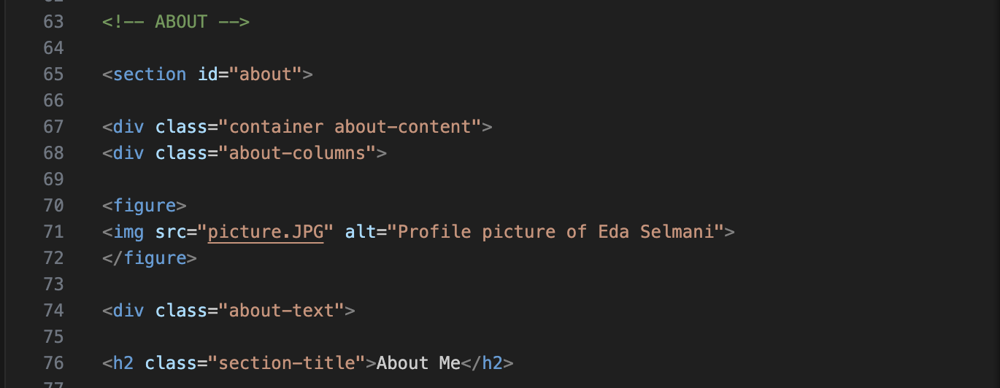 63 <!-- ABOUT -->
64
65 <section id="about">
66
67 <div class="container about-content">
68 <div class="about-columns">
69
70 <figure>
71 <img src="picture.JPG" alt="Profile picture of Eda Selmani">
72 </figure>
73
74 <div class="about-text">
75
76 <h2 class="section-title">About Me</h2>